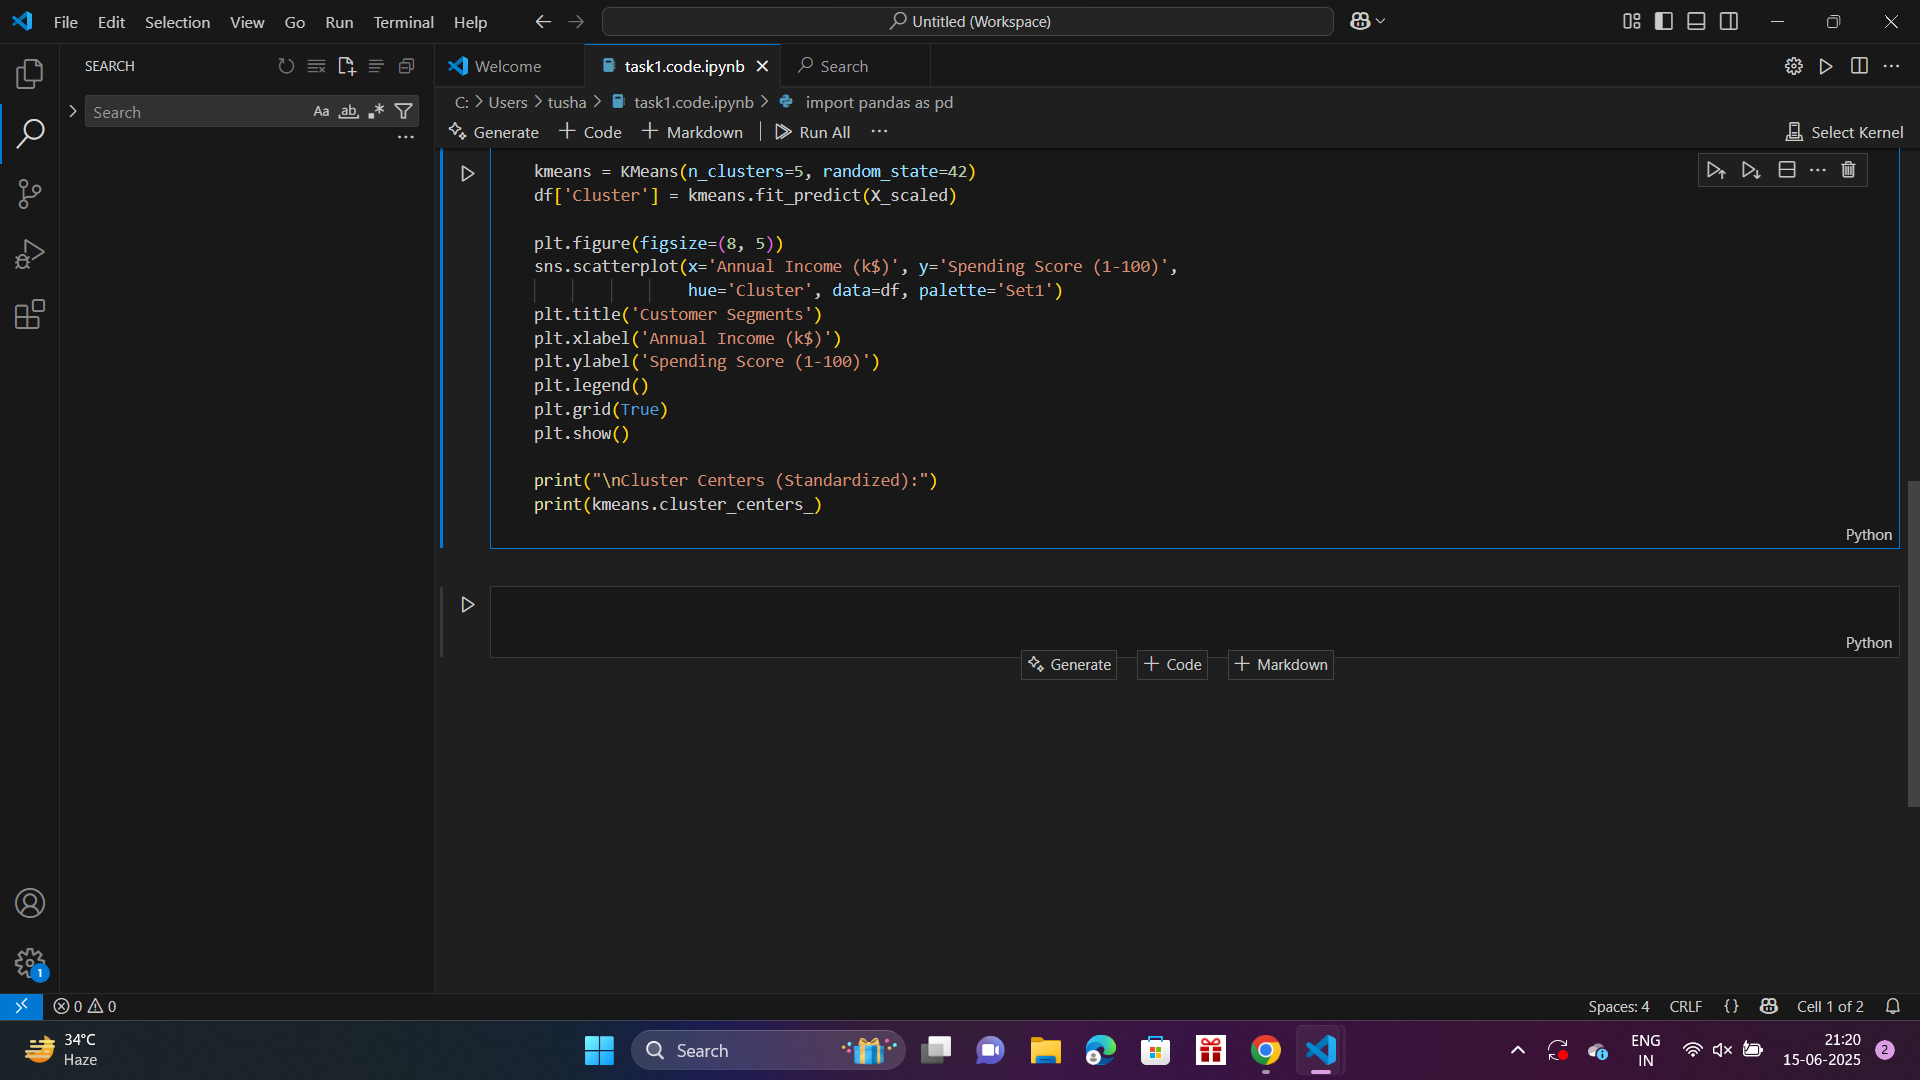 File Edit Selection View Go Run Terminal Help
Untitled (Workspace)
SEARCH
Search
Aa ab
Welcome
task1.code.ipynb
Search
C: > Users > tusha > task1.code.ipynb > import pandas as pd
Generate + Code + Markdown | Run All ...
Select Kernel
kmeans = KMeans(n_clusters=5, random_state=42)
df['Cluster'] = kmeans.fit_predict(X_scaled)
plt.figure(figsize=(8, 5))
sns.scatterplot(x='Annual Income (k$)', y='Spending Score (1-100)',
hue='Cluster', data=df, palette='Set1')
plt.title('Customer Segments')
plt.xlabel('Annual Income (k$)')
plt.ylabel('Spending Score (1-100)')
plt.legend()
plt.grid(True)
plt.show()
print("\nCluster Centers (Standardized):")
print(kmeans.cluster_centers_)
Python
Python
Generate + Code + Markdown
1
0 0
Spaces: 4 CRLF {} Cell 1 of 2
34°C
Haze
Search
ENG
IN
21:20
15-06-2025
2